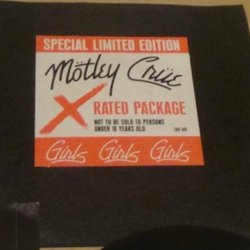 SPECIAL LIMITED EDITION
Mötley Crüe
X RATED PACKAGE
NOT TO BE SOLD TO PERSONS
UNDER 18 YEARS OLD
Girls Girls Girls